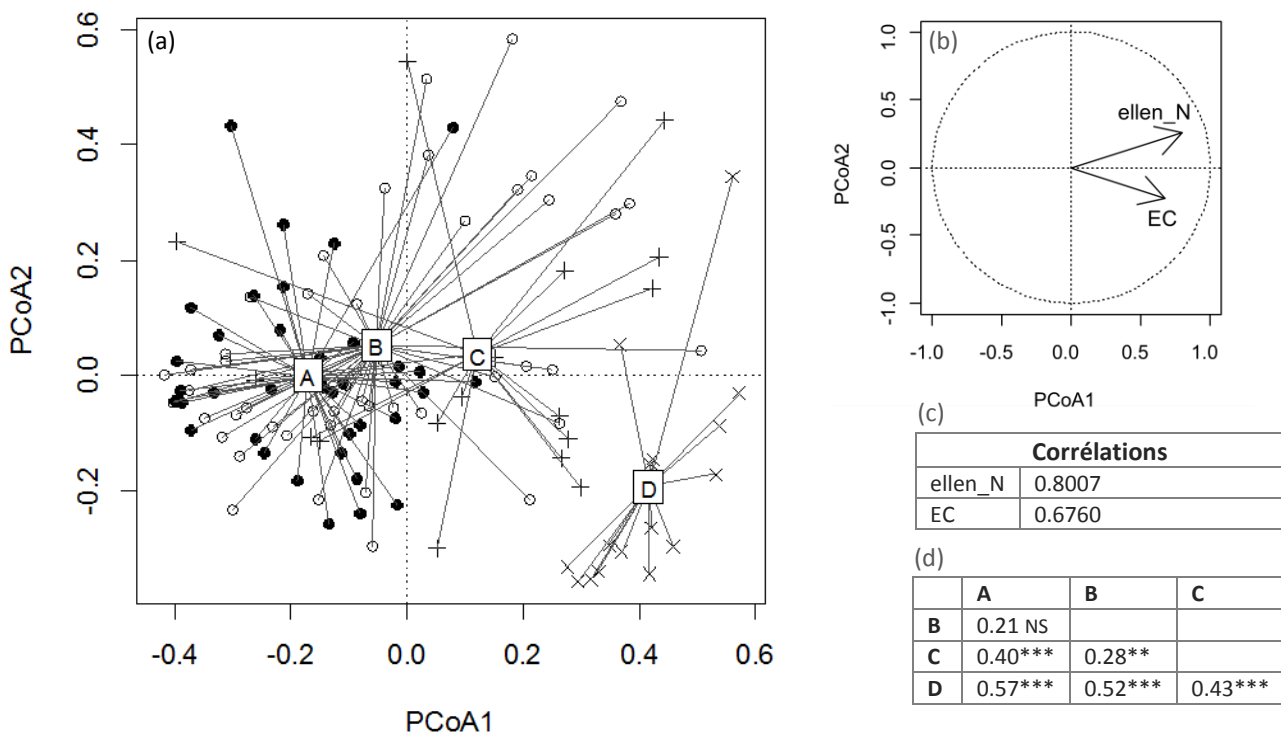 (a)
0.6
0.4
0.2
0.0
-0.2
PCoA2
A
B
C
D
-0.4
-0.2
0.0
0.2
0.4
0.6
PCoA1
(b)
1.0
0.5
0.0
-0.5
-1.0
PCoA2
ellen_N
EC
-1.0
-0.5
0.0
0.5
1.0
PCoA1
(c)
Corrélations
ellen_N 0.8007
EC 0.6760
(d)
A B C
B 0.21 NS
C 0.40*** 0.28**
D 0.57*** 0.52*** 0.43***